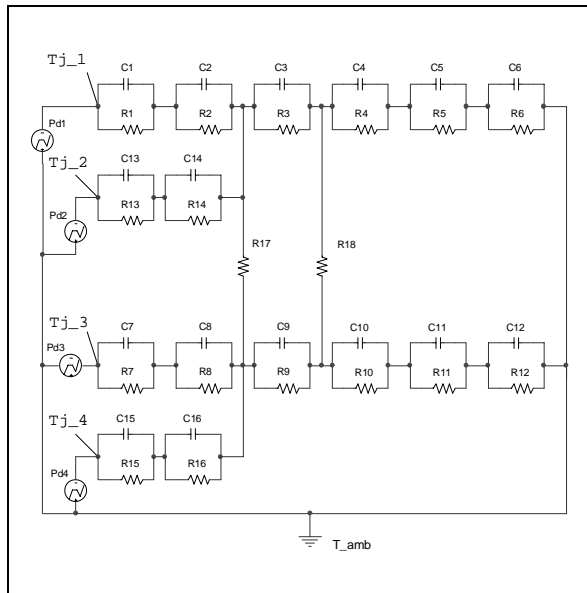 C1 C2 C3 C4 C5 C6
Tj_1
R1 R2 R3 R4 R5 R6
Pd1
C13 C14
Tj_2
R13 R14
Pd2
R17 R18
C7 C8 C9 C10 C11 C12
Tj_3
Pd3
R7 R8 R9 R10 R11 R12
C15 C16
Tj_4
R15 R16
Pd4
T_amb